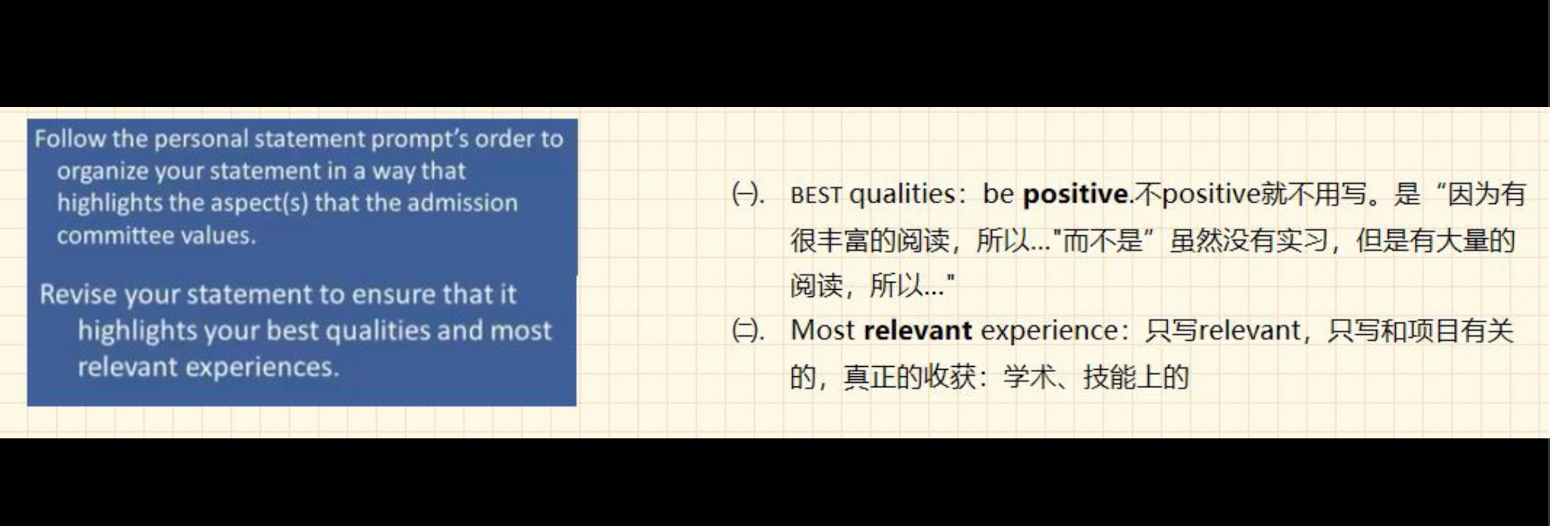 Follow the personal statement prompt's order to
organize your statement in a way that
highlights the aspect(s) that the admission
committee values.
Revise your statement to ensure that it
highlights your best qualities and most
relevant experiences.
㈠. BEST qualities：be positive.不positive就不用写。是“因为有
很丰富的阅读，所以..."而不是”虽然没有实习，但是有大量的
阅读，所以..."
㈡. Most relevant experience：只写relevant，只写和项目有关
的，真正的收获：学术、技能上的